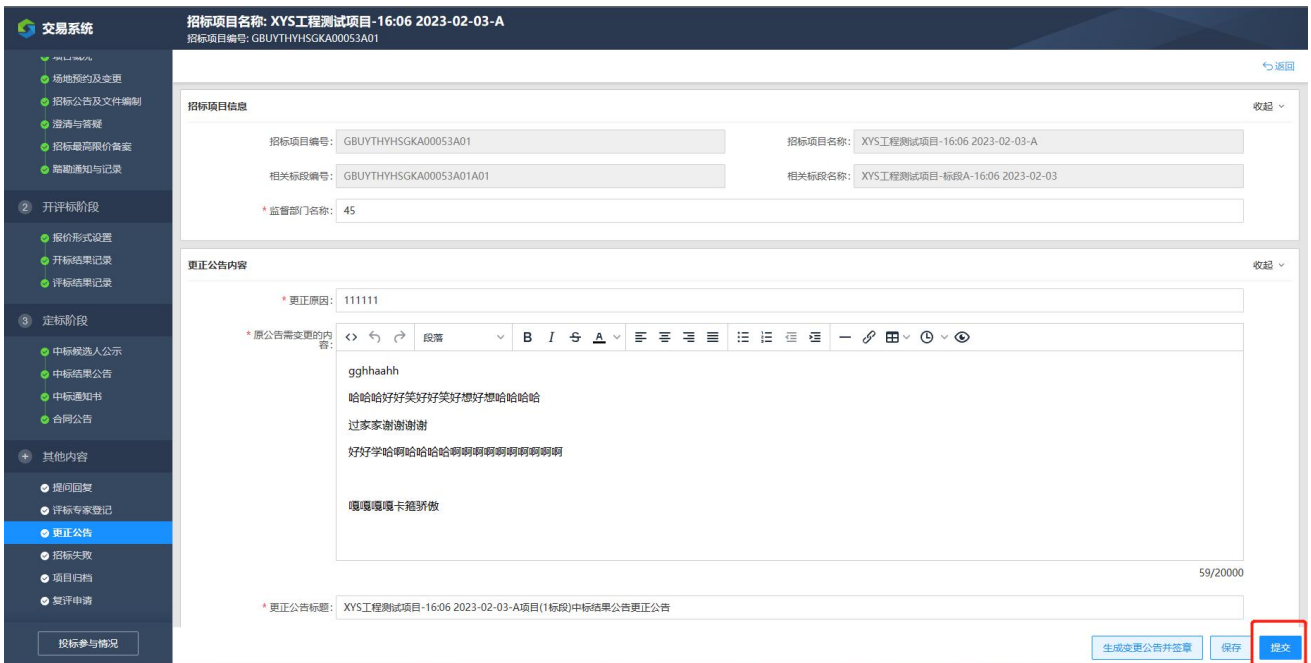 交易系统
招标项目名称: XYS工程测试项目-16:06 2023-02-03-A
招标项目编号: GBUYTHYHSGKA00053A01
返回
场地预约及变更
招标公告及文件编制
澄清与答疑
招标最高限价备案
踏勘通知与记录
2 开评标阶段
报价形式设置
开标结果记录
评标结果记录
3 定标阶段
中标候选人公示
中标结果公告
中标通知书
合同公告
其他内容
提问回复
评标专家登记
更正公告
招标失败
项目归档
复评申请
投标参与情况
招标项目信息 收起
招标项目编号: GBUYTHYHSGKA00053A01 招标项目名称: XYS工程测试项目-16:06 2023-02-03-A
相关标段编号: GBUYTHYHSGKA00053A01A01 相关标段名称: XYS工程测试项目-标段A-16:06 2023-02-03
* 监督部门名称: 45
更正公告内容 收起
* 更正原因: 111111
* 原公告需变更的内
容:
段落 B I S A
gghhaahh
哈哈哈好好笑好好笑好想好想哈哈哈哈
过家家谢谢谢谢
好好学哈啊哈哈哈哈啊啊啊啊啊啊啊啊啊啊
嘎嘎嘎嘎卡箍骄傲
59/20000
* 更正公告标题: XYS工程测试项目-16:06 2023-02-03-A项目(1标段)中标结果公告更正公告
生成变更公告并签章 保存 提交